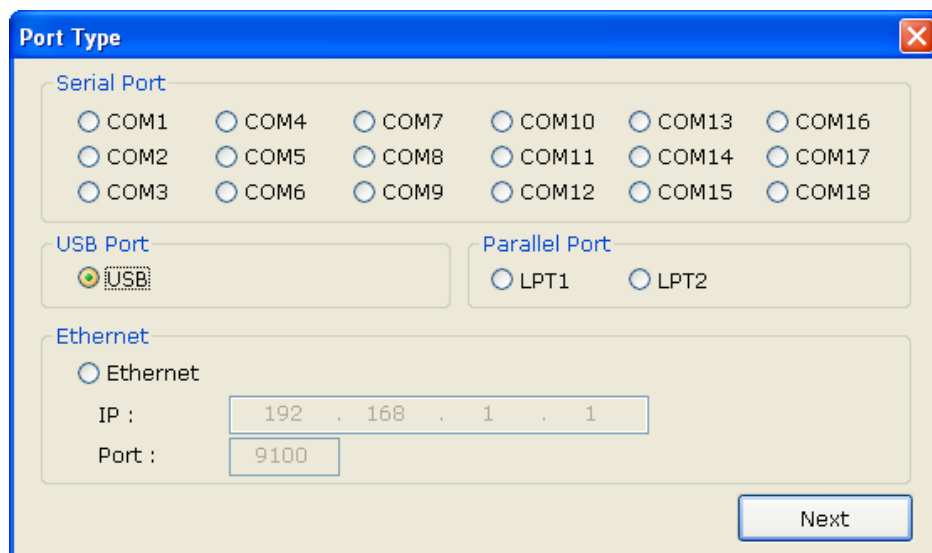 Port Type
Serial Port
COM1 COM4 COM7 COM10 COM13 COM16
COM2 COM5 COM8 COM11 COM14 COM17
COM3 COM6 COM9 COM12 COM15 COM18
USB Port
USB
Parallel Port
LPT1 LPT2
Ethernet
Ethernet
IP : 192 . 168 . 1 . 1
Port : 9100
Next